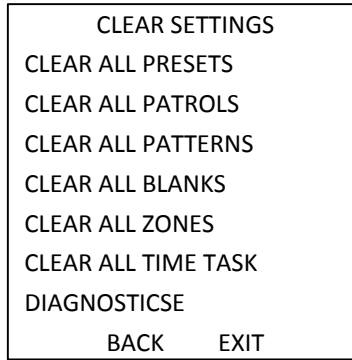 CLEAR SETTINGS
CLEAR ALL PRESETS
CLEAR ALL PATROLS
CLEAR ALL PATTERNS
CLEAR ALL BLANKS
CLEAR ALL ZONES
CLEAR ALL TIME TASK
DIAGNOSTICSE
BACK EXIT